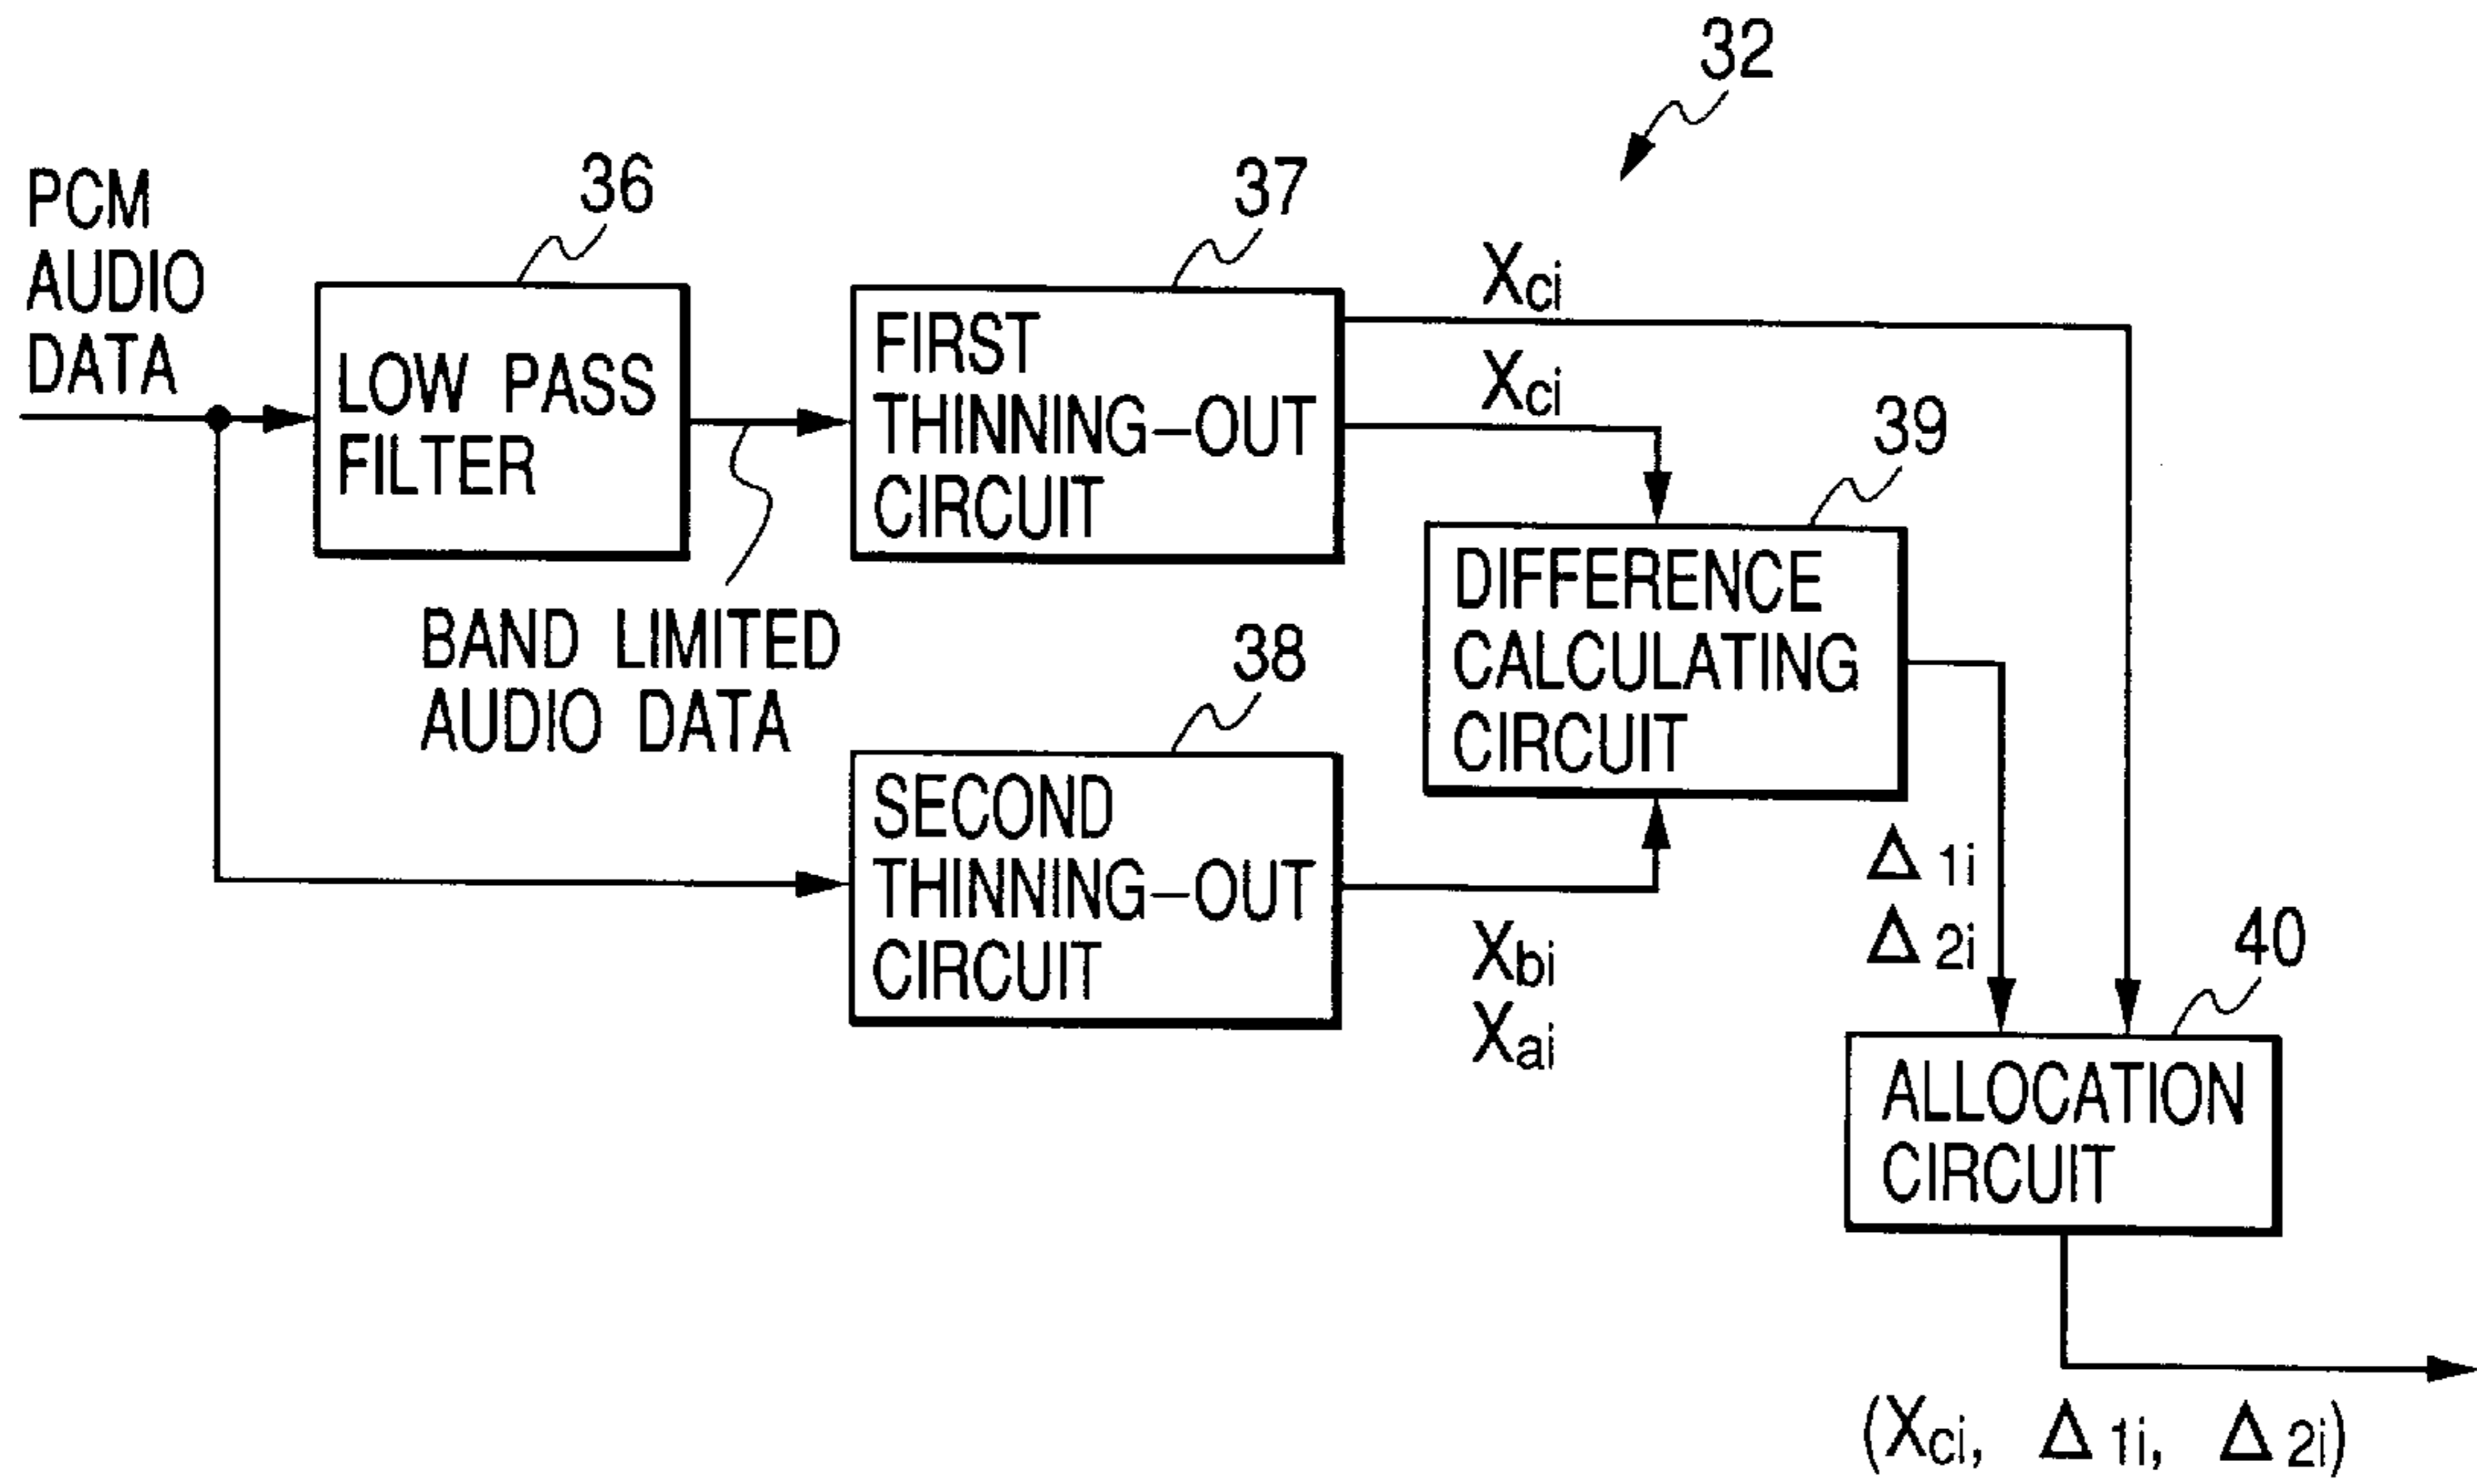 32
PCM
AUDIO
DATA
36
LOW PASS
FILTER
BAND LIMITED
AUDIO DATA
37
FIRST
THINNING-OUT
CIRCUIT
Xci
Xci
38
SECOND
THINNING-OUT
CIRCUIT
Xbi
Xai
39
DIFFERENCE
CALCULATING
CIRCUIT
Δ1i
Δ2i
40
ALLOCATION
CIRCUIT
(Xci, Δ1i, Δ2i)